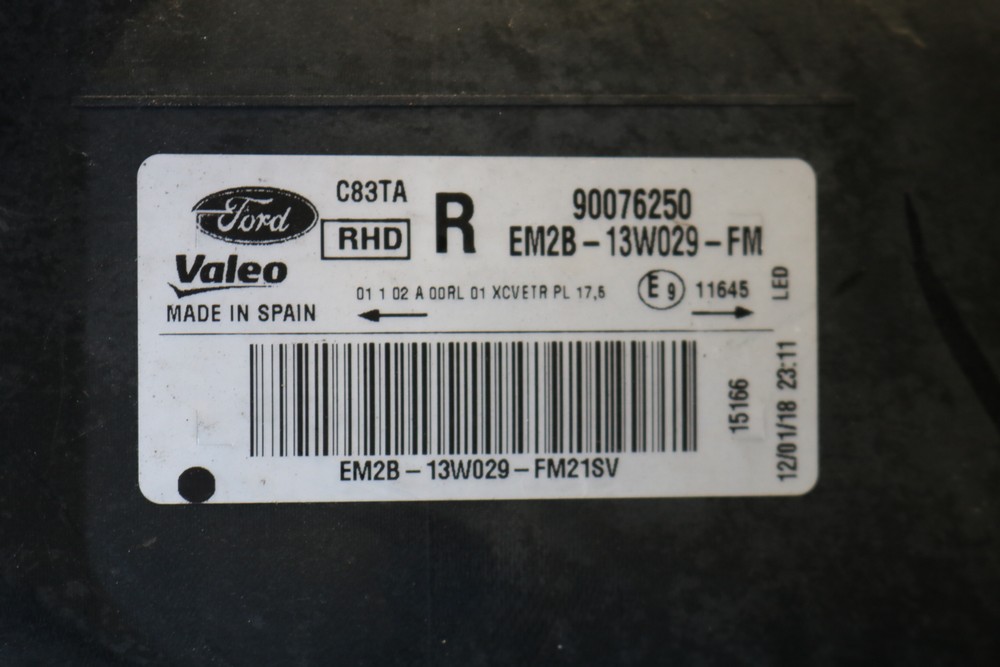 Ford
C83TA
RHD
R
90076250
EM2B-13W029-FM
Valeo
MADE IN SPAIN
01 1 02 A 00RL 01 XCVETR PL 17,5
E 9
11645
LED
15166
12/01/18 23:11
EM2B-13W029-FM21SV